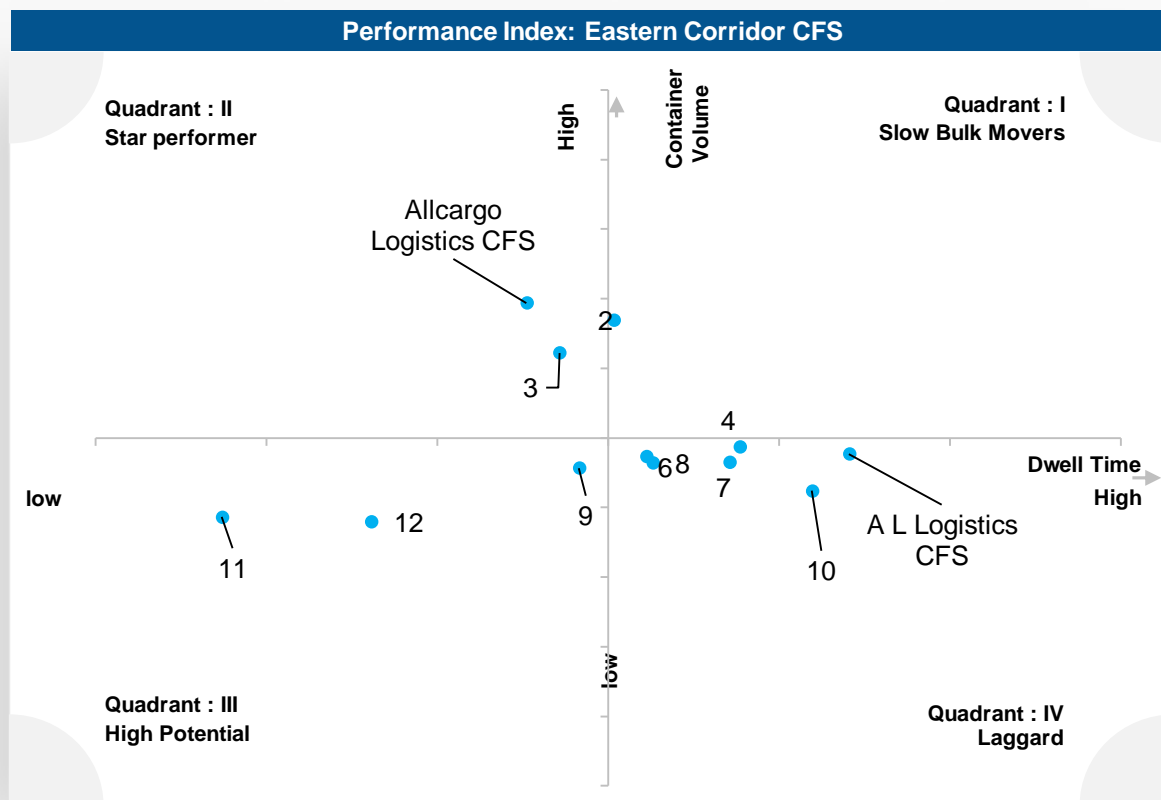 Performance Index: Eastern Corridor CFS
Quadrant : II
Star performer
High
Container
Volume
Quadrant : I
Slow Bulk Movers
Allcargo
Logistics CFS
2
3
4
6
8
7
9
10
A L Logistics
CFS
11
12
low
Dwell Time
High
low
Quadrant : III
High Potential
Quadrant : IV
Laggard